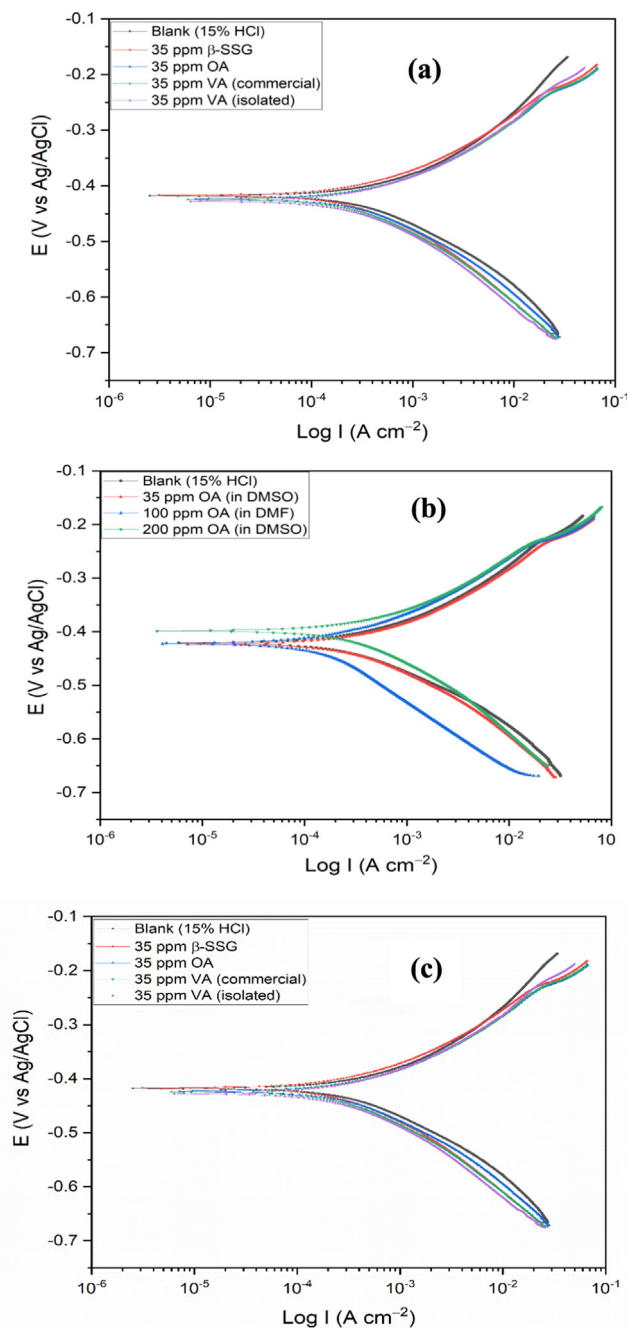 -0.1
Blank (15% HCl)
35 ppm β-SSG
35 ppm OA
35 ppm VA (commercial)
35 ppm VA (isolated)
(a)
-0.2
-0.3
-0.4
-0.5
-0.6
-0.7
E (V vs Ag/AgCl)
10-6 10-5 10-4 10-3 10-2 10-1
Log I (A cm−2)
-0.1
Blank (15% HCl)
35 ppm OA (in DMSO)
100 ppm OA (in DMF)
200 ppm OA (in DMSO)
(b)
-0.2
-0.3
-0.4
-0.5
-0.6
-0.7
E (V vs Ag/AgCl)
10-6 10-5 10-4 10-3 10-2 10
Log I (A cm−2)
-0.1
Blank (15% HCl)
35 ppm β-SSG
35 ppm OA
35 ppm VA (commercial)
35 ppm VA (isolated)
(c)
-0.2
-0.3
-0.4
-0.5
-0.6
-0.7
E (V vs Ag/AgCl)
10-6 10-5 10-4 10-3 10-2 10-1
Log I (A cm−2)